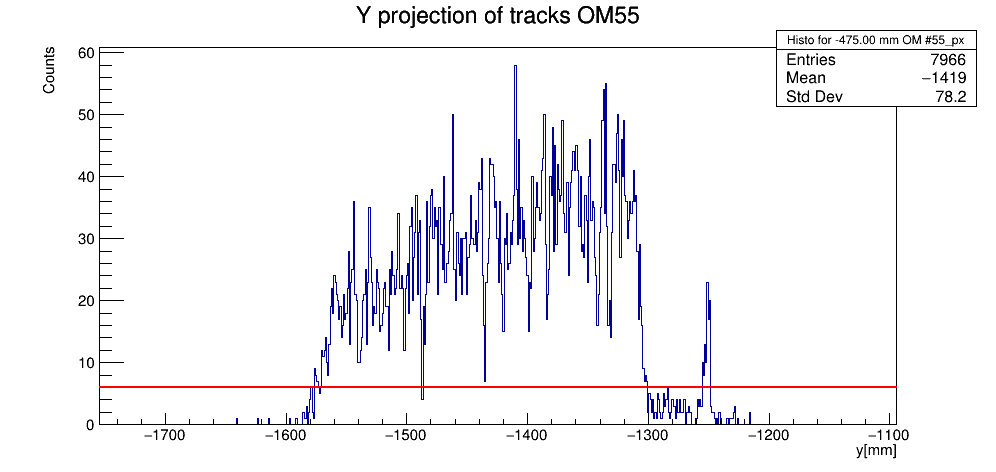 Y projection of tracks OM55
Histo for -475.00 mm OM #55_px
Entries 7966
Mean −1419
Std Dev 78.2
Counts
60
50
40
30
20
10
0
−1700 −1600 −1500 −1400 −1300 −1200 −1100
y[mm]